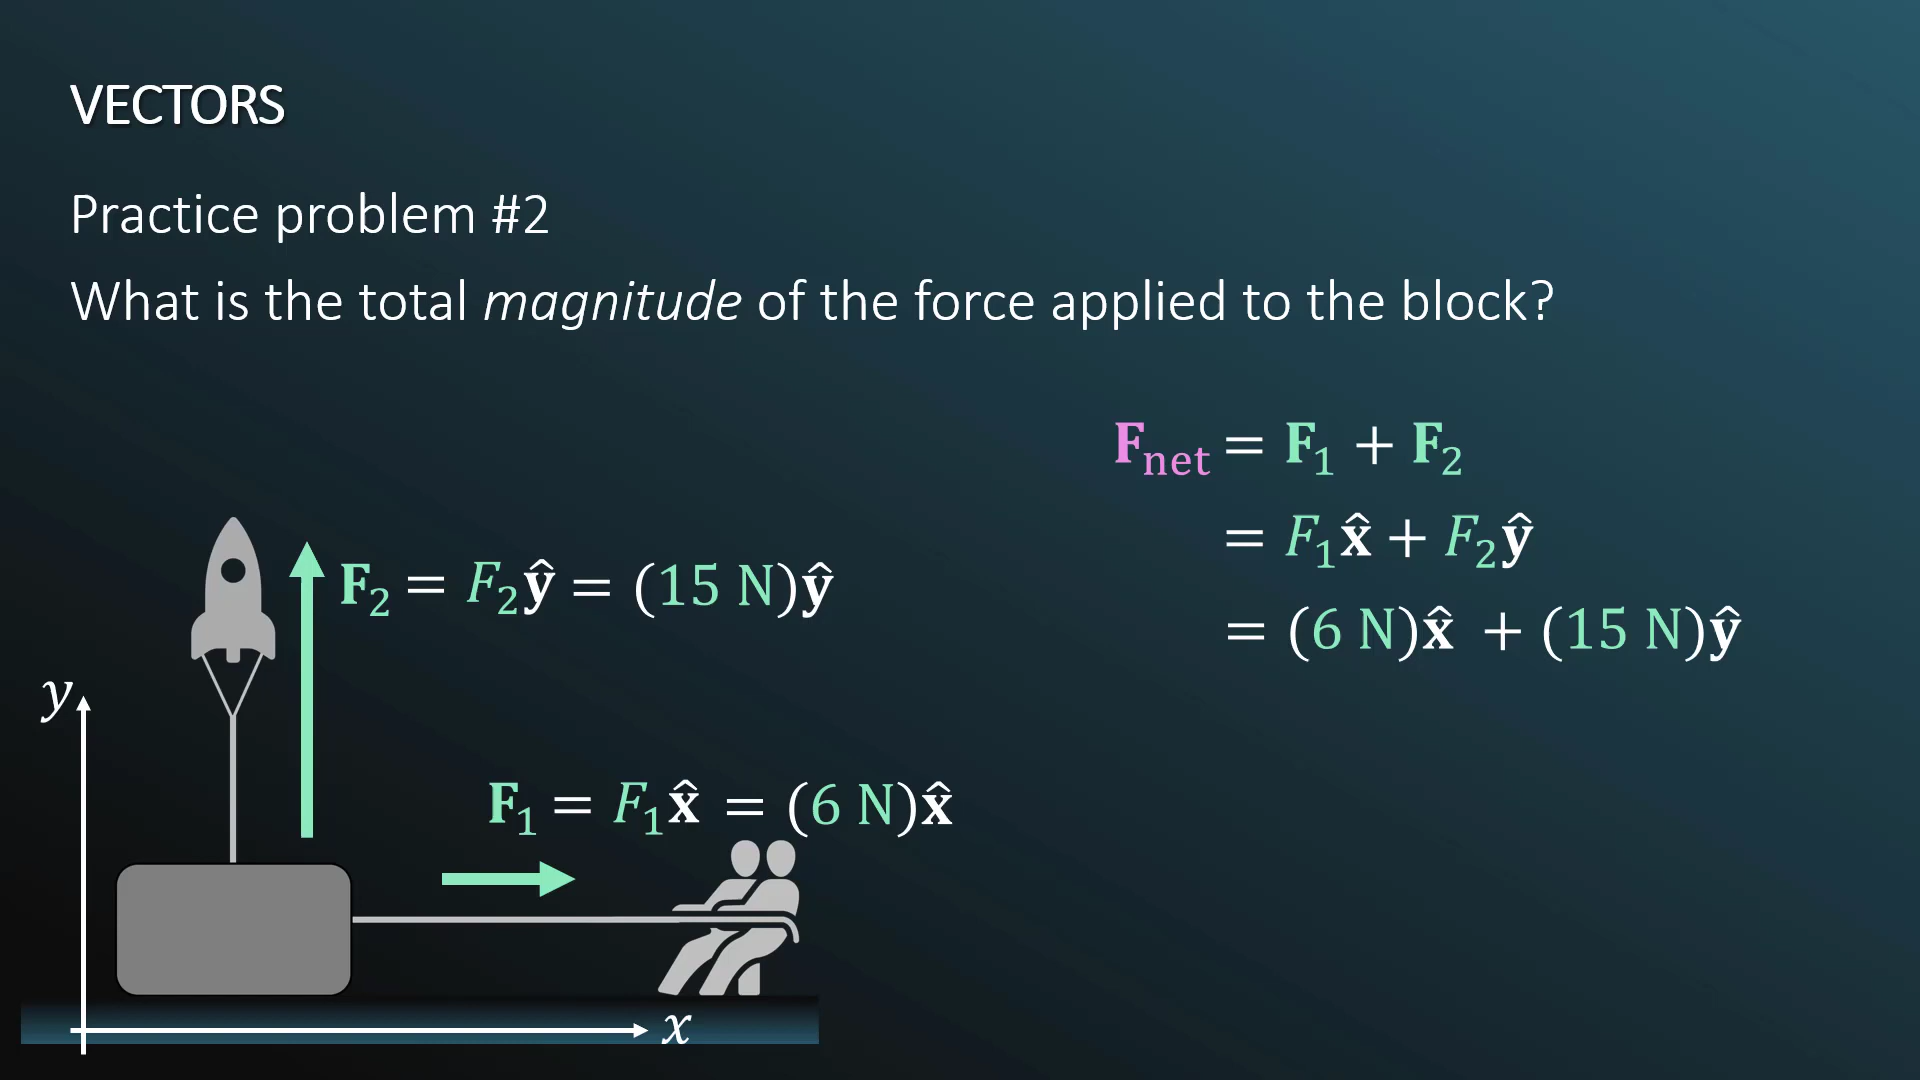 VECTORS
Practice problem #2
What is the total magnitude of the force applied to the block?
𝐅_net = 𝐅₁ + 𝐅₂
= F₁𝐱̂ + F₂𝐲̂
= (6 N)𝐱̂ + (15 N)𝐲̂
𝐅₂ = F₂𝐲̂ = (15 N)𝐲̂
y
𝐅₁ = F₁𝐱̂ = (6 N)𝐱̂
x